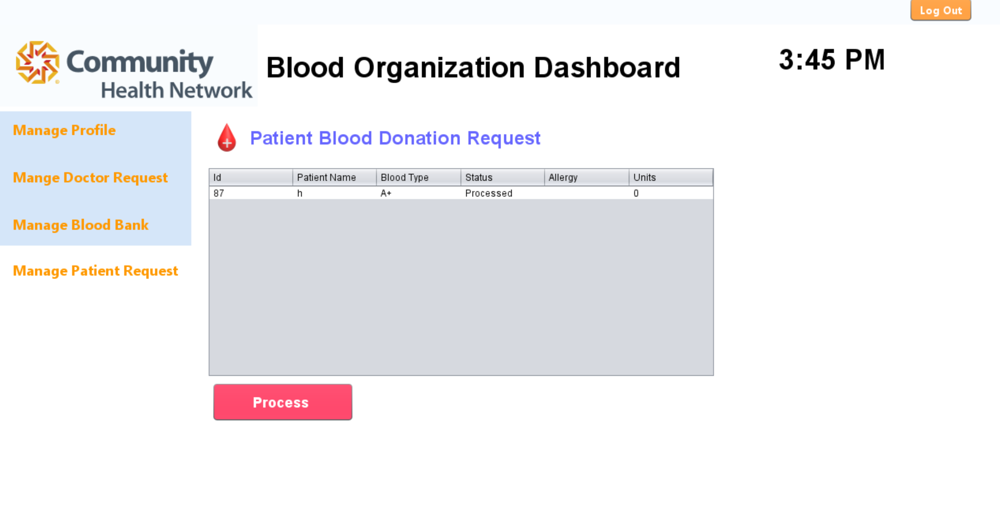 Log Out
Community
Health Network
Blood Organization Dashboard
3:45 PM
Manage Profile
Mange Doctor Request
Manage Blood Bank
Manage Patient Request
Patient Blood Donation Request
Id Patient Name Blood Type Status Allergy Units
87 h A+ Processed 0
Process